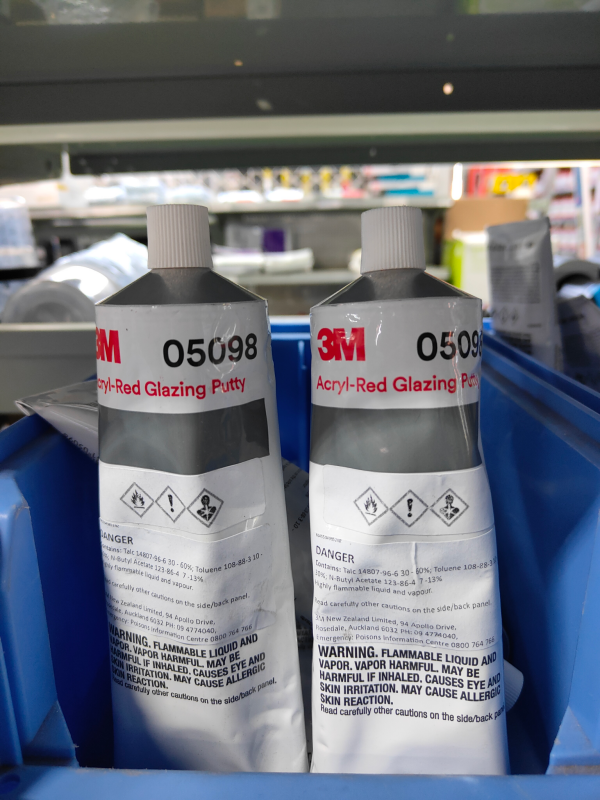 3M 05098
cryl-Red Glazing Putty
DANGER
Contains: Talc 14807-96-6 30 - 60%; Toluene 108-88-3 10 -
%, N-Butyl Acetate 123-86-4 7 -13%
Highly flammable liquid and vapour.
Read carefully other cautions on the side/back panel.
3M New Zealand Limited, 94 Apollo Drive,
Rosedale, Auckland 0632 PH: 09 4774040,
Emergency: Poisons Information Centre 0800 764 766
WARNING. FLAMMABLE LIQUID AND
VAPOR. VAPOR HARMFUL. MAY BE
HARMFUL IF INHALED. CAUSES EYE AND
SKIN IRRITATION. MAY CAUSE ALLERGIC
SKIN REACTION.
Read carefully other cautions on the side/back panel.
3M 05098
Acryl-Red Glazing Putty
DANGER
Contains: Talc 14807-96-6 30 - 60%; Toluene 108-88-3
30%, N-Butyl Acetate 123-86-4 7 -13%
Highly flammable liquid and vapour.
Read carefully other cautions on the side/back panel.
3M New Zealand Limited, 94 Apollo Drive,
Rosedale, Auckland 6032 PH: 09 4774040,
Emergency: Poisons Information Centre 0800 764 766
WARNING. FLAMMABLE LIQUID AND
VAPOR. VAPOR HARMFUL. MAY BE
HARMFUL IF INHALED. CAUSES EYE AND
SKIN IRRITATION. MAY CAUSE ALLERGIC
SKIN REACTION.
Read carefully other cautions on the side/back pane